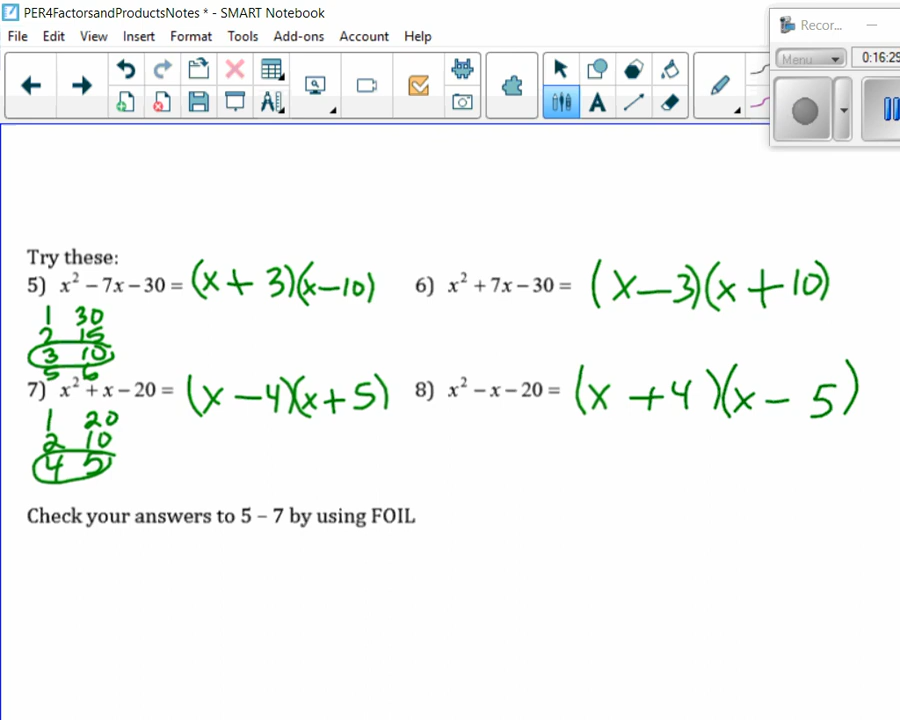 PER4FactorsandProductsNotes * - SMART Notebook
File Edit View Insert Format Tools Add-ons Account Help
Recor...
Menu
0:16:29
Try these:
5) x² – 7x – 30 = (x + 3)(x – 10)
6) x² + 7x – 30 = (x – 3)(x + 10)
1 30
2 15
3 10
5 6
7) x² + x – 20 = (x – 4)(x + 5)
8) x² – x – 20 = (x + 4)(x – 5)
1 20
2 10
4 5
Check your answers to 5 – 7 by using FOIL